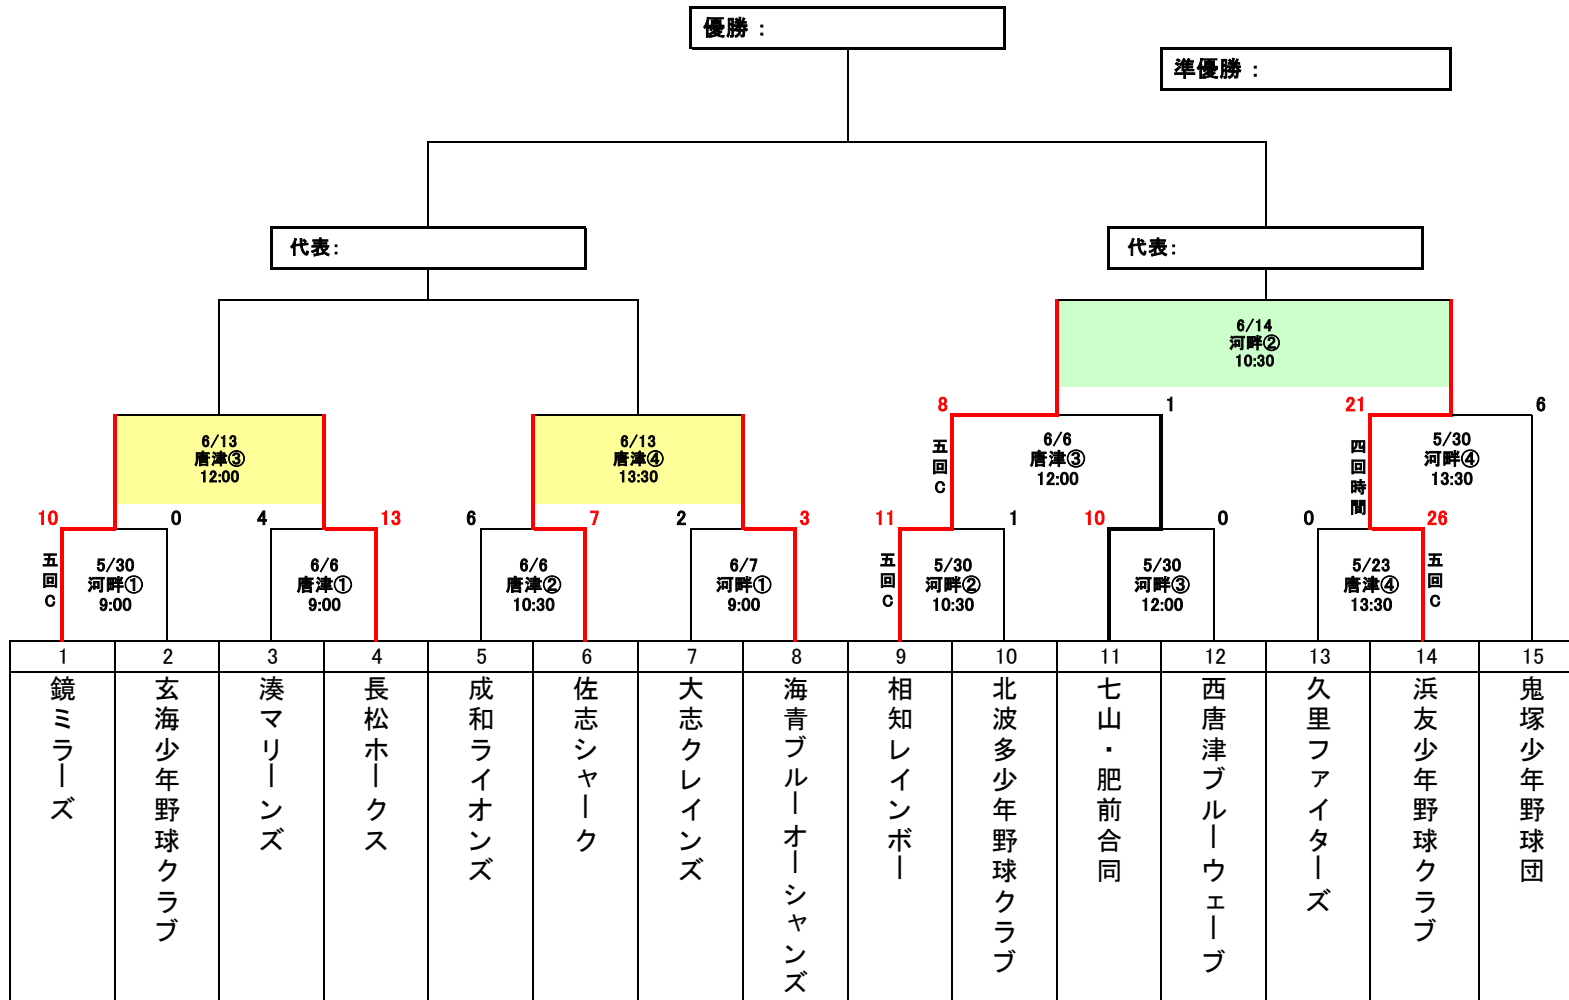 優勝 :
準優勝 :
代表:
代表:
6/14
河畔②
10:30
8
1
21
6
6/13
唐津③
12:00
6/13
唐津④
13:30
五回C
6/6
唐津③
12:00
四回時間
5/30
河畔④
13:30
10
0
4
13
6
7
2
3
11
1
10
0
0
26
五回C
5/30
河畔①
9:00
6/6
唐津①
9:00
6/6
唐津②
10:30
6/7
河畔①
9:00
五回C
5/30
河畔②
10:30
5/30
河畔③
12:00
5/23
唐津④
13:30
五回C
1
2
3
4
5
6
7
8
9
10
11
12
13
14
15
鏡ミラーズ
玄海少年野球クラブ
湊マリーンズ
長松ホークス
成和ライオンズ
佐志シャーク
大志クレインズ
海青ブルーオーシャンズ
相知レインボー
北波多少年野球クラブ
七山・肥前合同
西唐津ブルーウェーブ
久里ファイターズ
浜友少年野球クラブ
鬼塚少年野球団